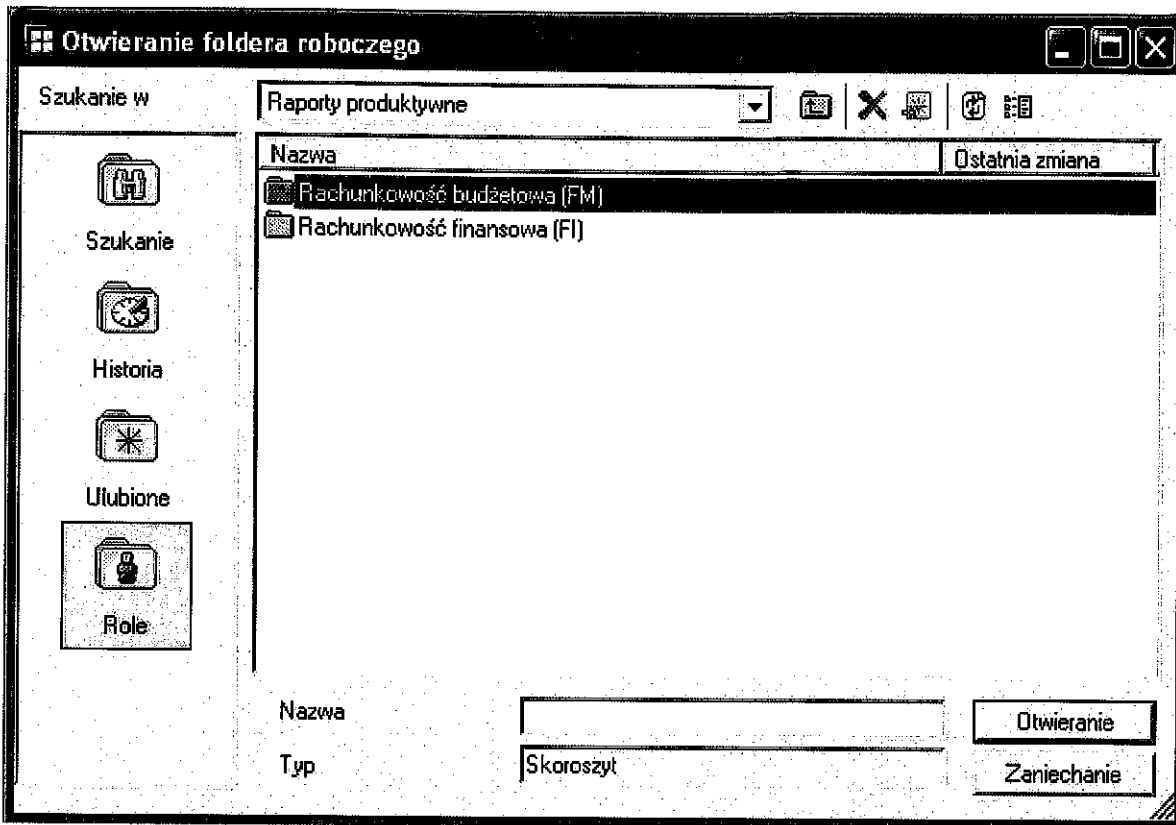 Otwieranie foldera roboczego
Szukanie w
Raporty produktywne
Nazwa
Ostatnia zmiana
Rachunkowość budżetowa (FM)
Rachunkowość finansowa (FI)
Szukanie
Historia
Ulubione
Role
Nazwa
Otwieranie
Typ
Skoroszyt
Zaniechanie